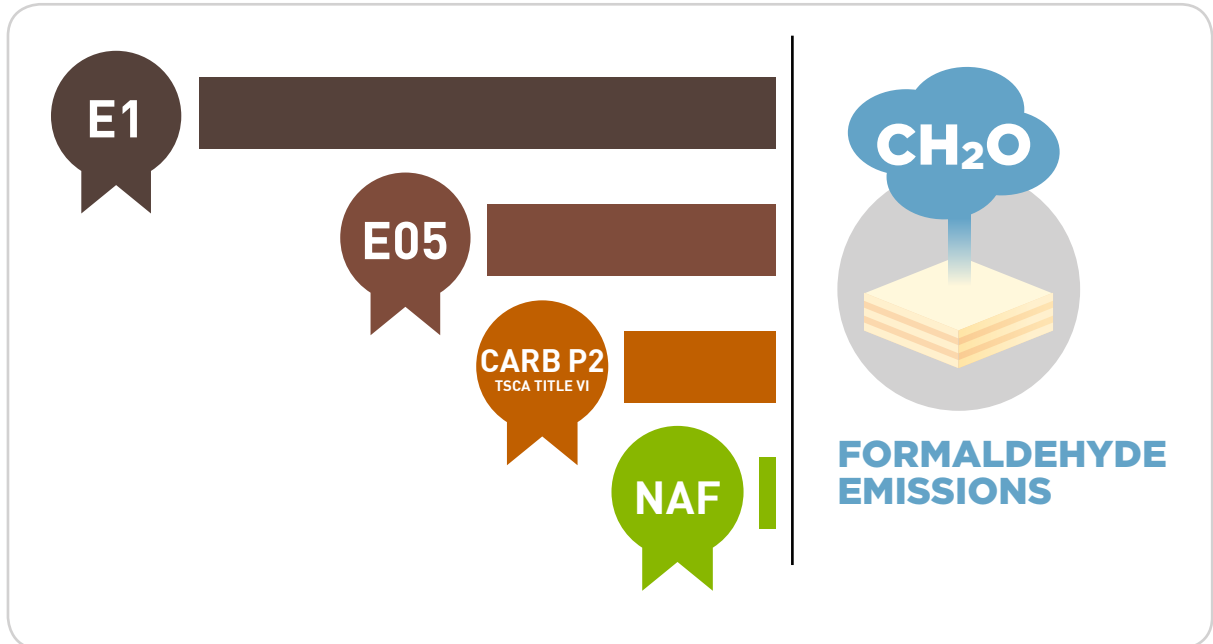 E1
E05
CARB P2
TSCA TITLE VI
NAF
CH₂O
FORMALDEHYDE
EMISSIONS